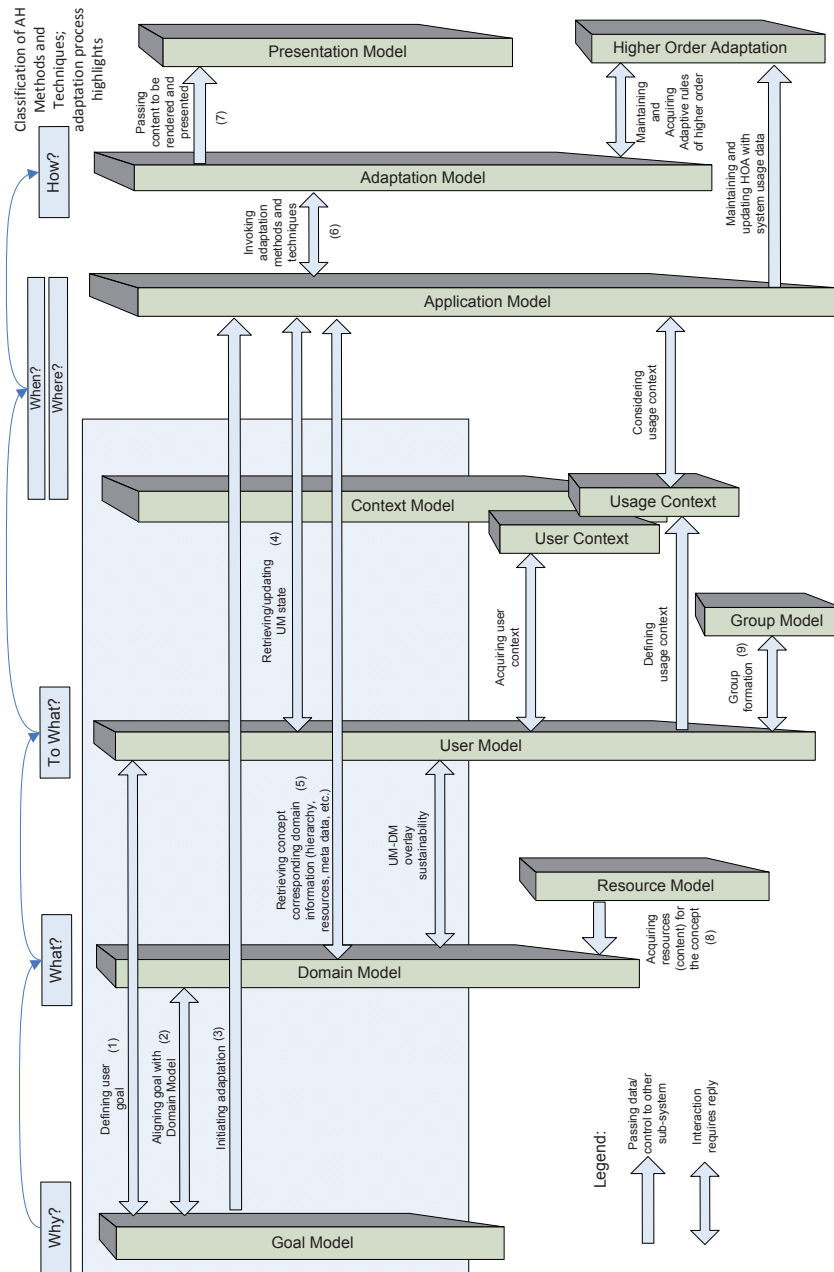 Classification of AH
Methods and
Techniques;
adaptation process
highlights
Presentation Model
Higher Order Adaptation
Passing
content to be
rendered and
presented
(7)
Maintaining
and
Acquiring
Adaptive rules
of higher order
How?
Adaptation Model
Maintaining and
updating HOA with
system usage data
Invoking
adaptation
methods and
techniques
(6)
Application Model
When?
Where?
Considering
usage context
Context Model
Usage Context
User Context
Retrieving/updating
UM state
(4)
Acquiring user
context
Defining
usage context
Group Model
Group
formation
(9)
To What?
User Model
Retrieving concept
corresponding domain
information (hierarchy,
resources, meta data, etc.)
(5)
UM-DM
overlay
sustainability
Resource Model
Acquiring
resources
(content) for
the concept
(8)
What?
Domain Model
Defining user
goal
(1)
Aligning goal with
Domain Model
(2)
Initiating adaptation (3)
Legend:
Passing data/
control to other
sub-system
Interaction
requires reply
Why?
Goal Model